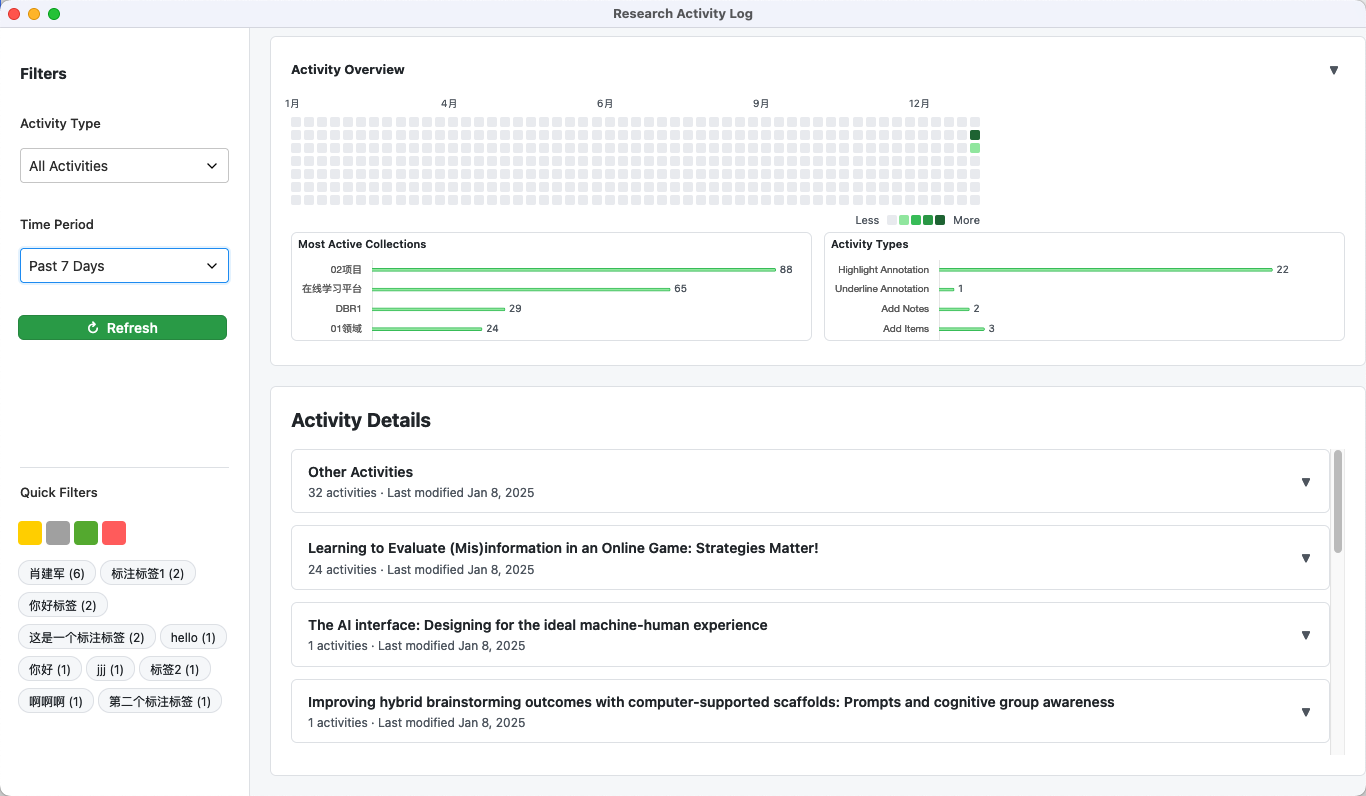 Research Activity Log
Filters
Activity Type
All Activities
Time Period
Past 7 Days
Refresh
Quick Filters
肖建军 (6)
标注标签1 (2)
你好标签 (2)
这是一个标注标签 (2)
hello (1)
你好 (1)
jjj (1)
标签2 (1)
啊啊啊 (1)
第二个标注标签 (1)
Activity Overview
1月
4月
6月
9月
12月
Less
More
Most Active Collections
02项目 88
在线学习平台 65
DBR1 29
01领域 24
Activity Types
Highlight Annotation 22
Underline Annotation 1
Add Notes 2
Add Items 3
Activity Details
Other Activities
32 activities · Last modified Jan 8, 2025
Learning to Evaluate (Mis)information in an Online Game: Strategies Matter!
24 activities · Last modified Jan 8, 2025
The AI interface: Designing for the ideal machine-human experience
1 activities · Last modified Jan 8, 2025
Improving hybrid brainstorming outcomes with computer-supported scaffolds: Prompts and cognitive group awareness
1 activities · Last modified Jan 8, 2025